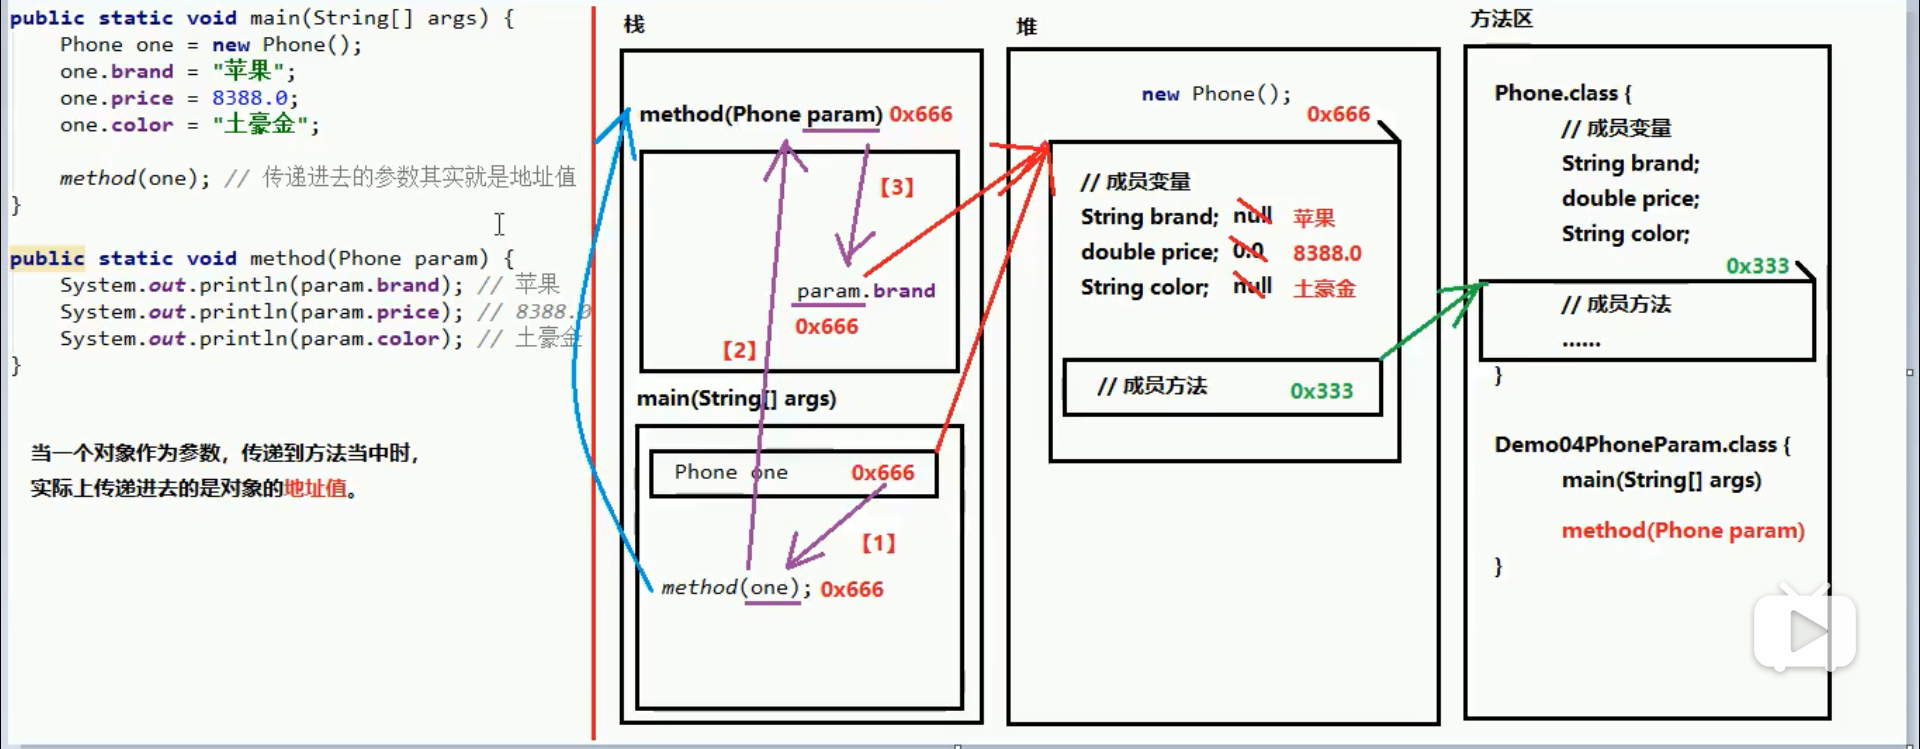 public static void main(String[] args) {
Phone one = new Phone();
one.brand = "苹果";
one.price = 8388.0;
one.color = "土豪金";
method(one); // 传递进去的参数其实就是地址值
}
public static void method(Phone param) {
System.out.println(param.brand); // 苹果
System.out.println(param.price); // 8388.0
System.out.println(param.color); // 土豪金
}
当一个对象作为参数，传递到方法当中时，
实际上传递进去的是对象的地址值。
栈
method(Phone param) 0x666
【3】
param.brand
0x666
【2】
main(String[] args)
Phone one 0x666
【1】
method(one); 0x666
堆
new Phone();
0x666
// 成员变量
String brand; null 苹果
double price; 0.0 8388.0
String color; null 土豪金
// 成员方法 0x333
方法区
Phone.class {
// 成员变量
String brand;
double price;
String color;
0x333
// 成员方法
......
}
Demo04PhoneParam.class {
main(String[] args)
method(Phone param)
}